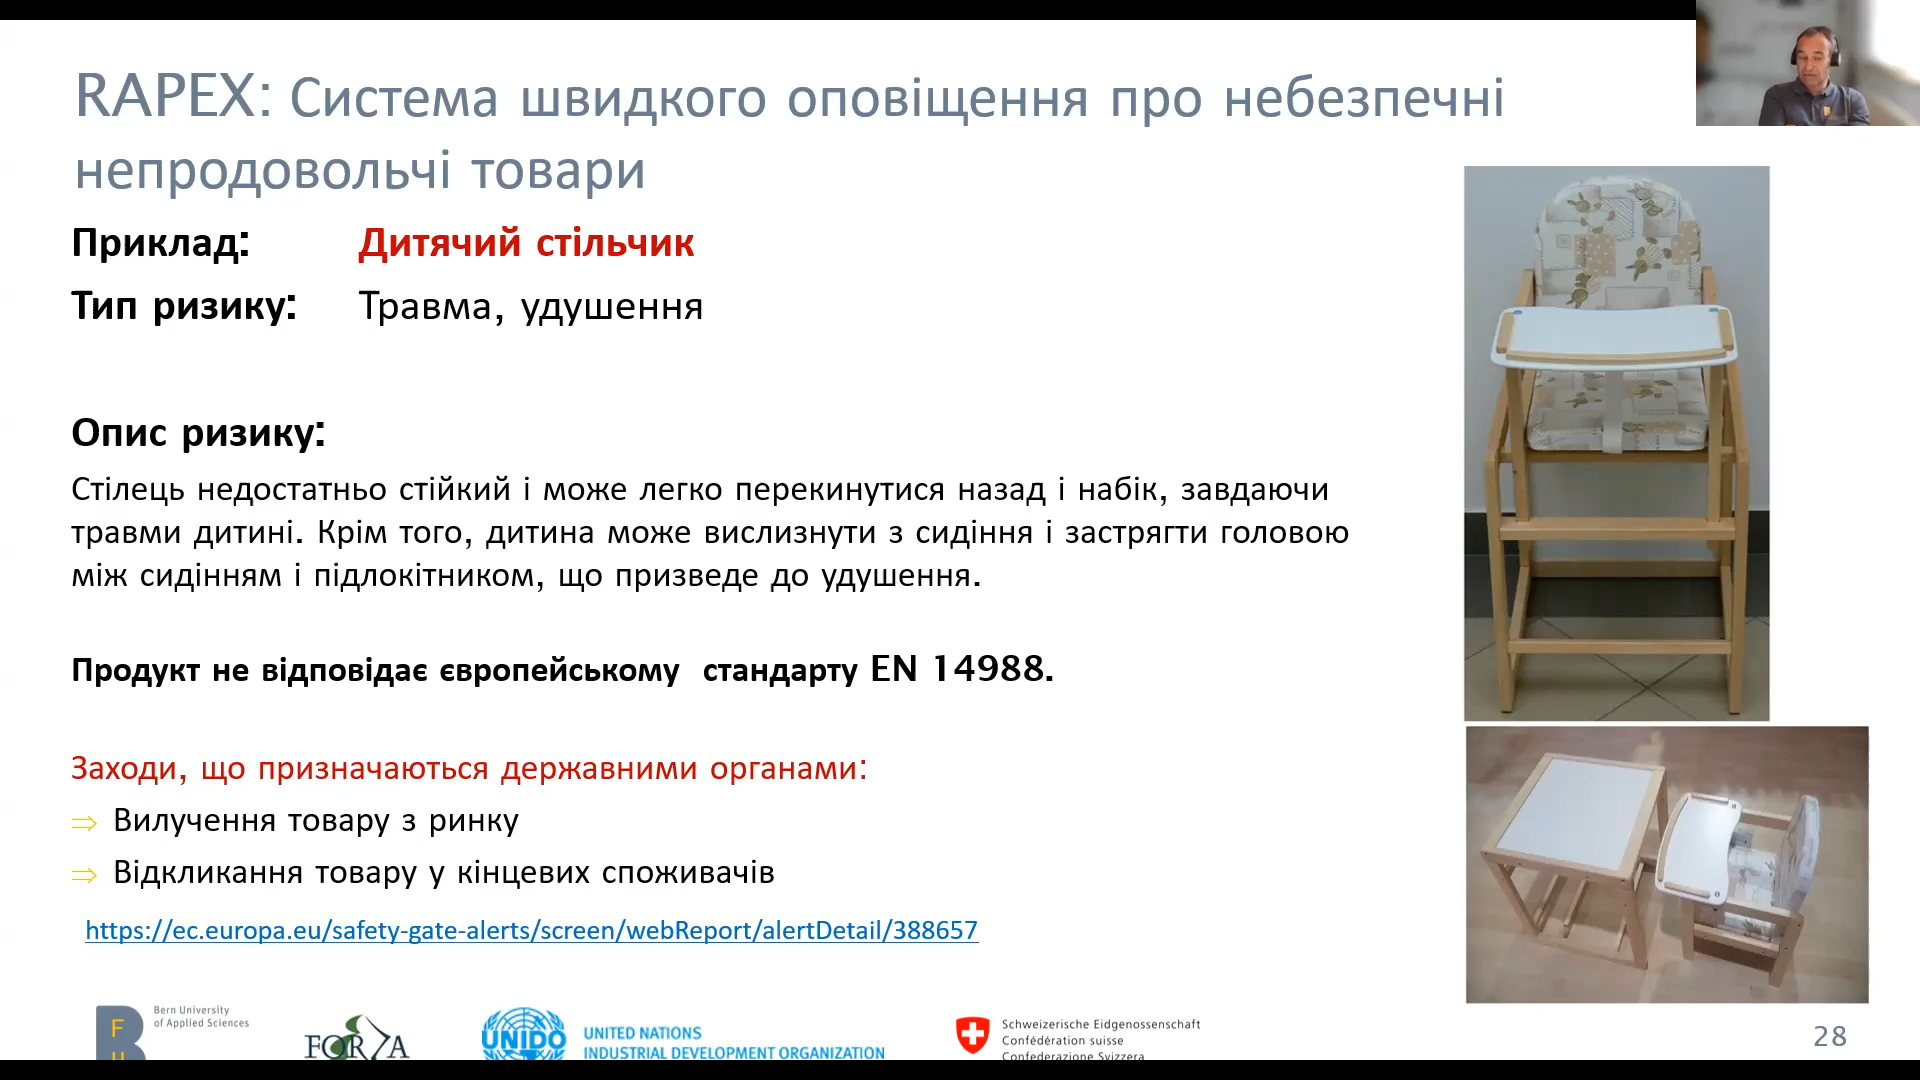 RAPEX: Система швидкого оповіщення про небезпечні
непродовольчі товари
Приклад: Дитячий стільчик
Тип ризику: Травма, удушення
Опис ризику:
Стілець недостатньо стійкий і може легко перекинутися назад і набік, завдаючи
травми дитині. Крім того, дитина може вислизнути з сидіння і застрягти головою
між сидінням і підлокітником, що призведе до удушення.
Продукт не відповідає європейському стандарту EN 14988.
Заходи, що призначаються державними органами:
⇒ Вилучення товару з ринку
⇒ Відкликання товару у кінцевих споживачів
https://ec.europa.eu/safety-gate-alerts/screen/webReport/alertDetail/388657
Bern University
of Applied Sciences
F
H
B
FORZA
UNIDO
UNITED NATIONS
INDUSTRIAL DEVELOPMENT ORGANIZATION
Schweizerische Eidgenossenschaft
Confédération suisse
Confederazione Svizzera
28